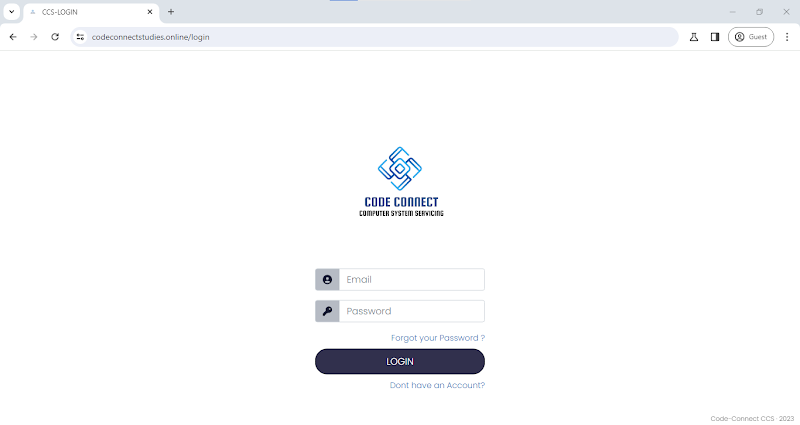 CCS-LOGIN
codeconnectstudies.online/login
Guest
CODE CONNECT
COMPUTER SYSTEM SERVICING
Email
Password
Forgot your Password ?
LOGIN
Dont have an Account?
Code-Connect CCS · 2023